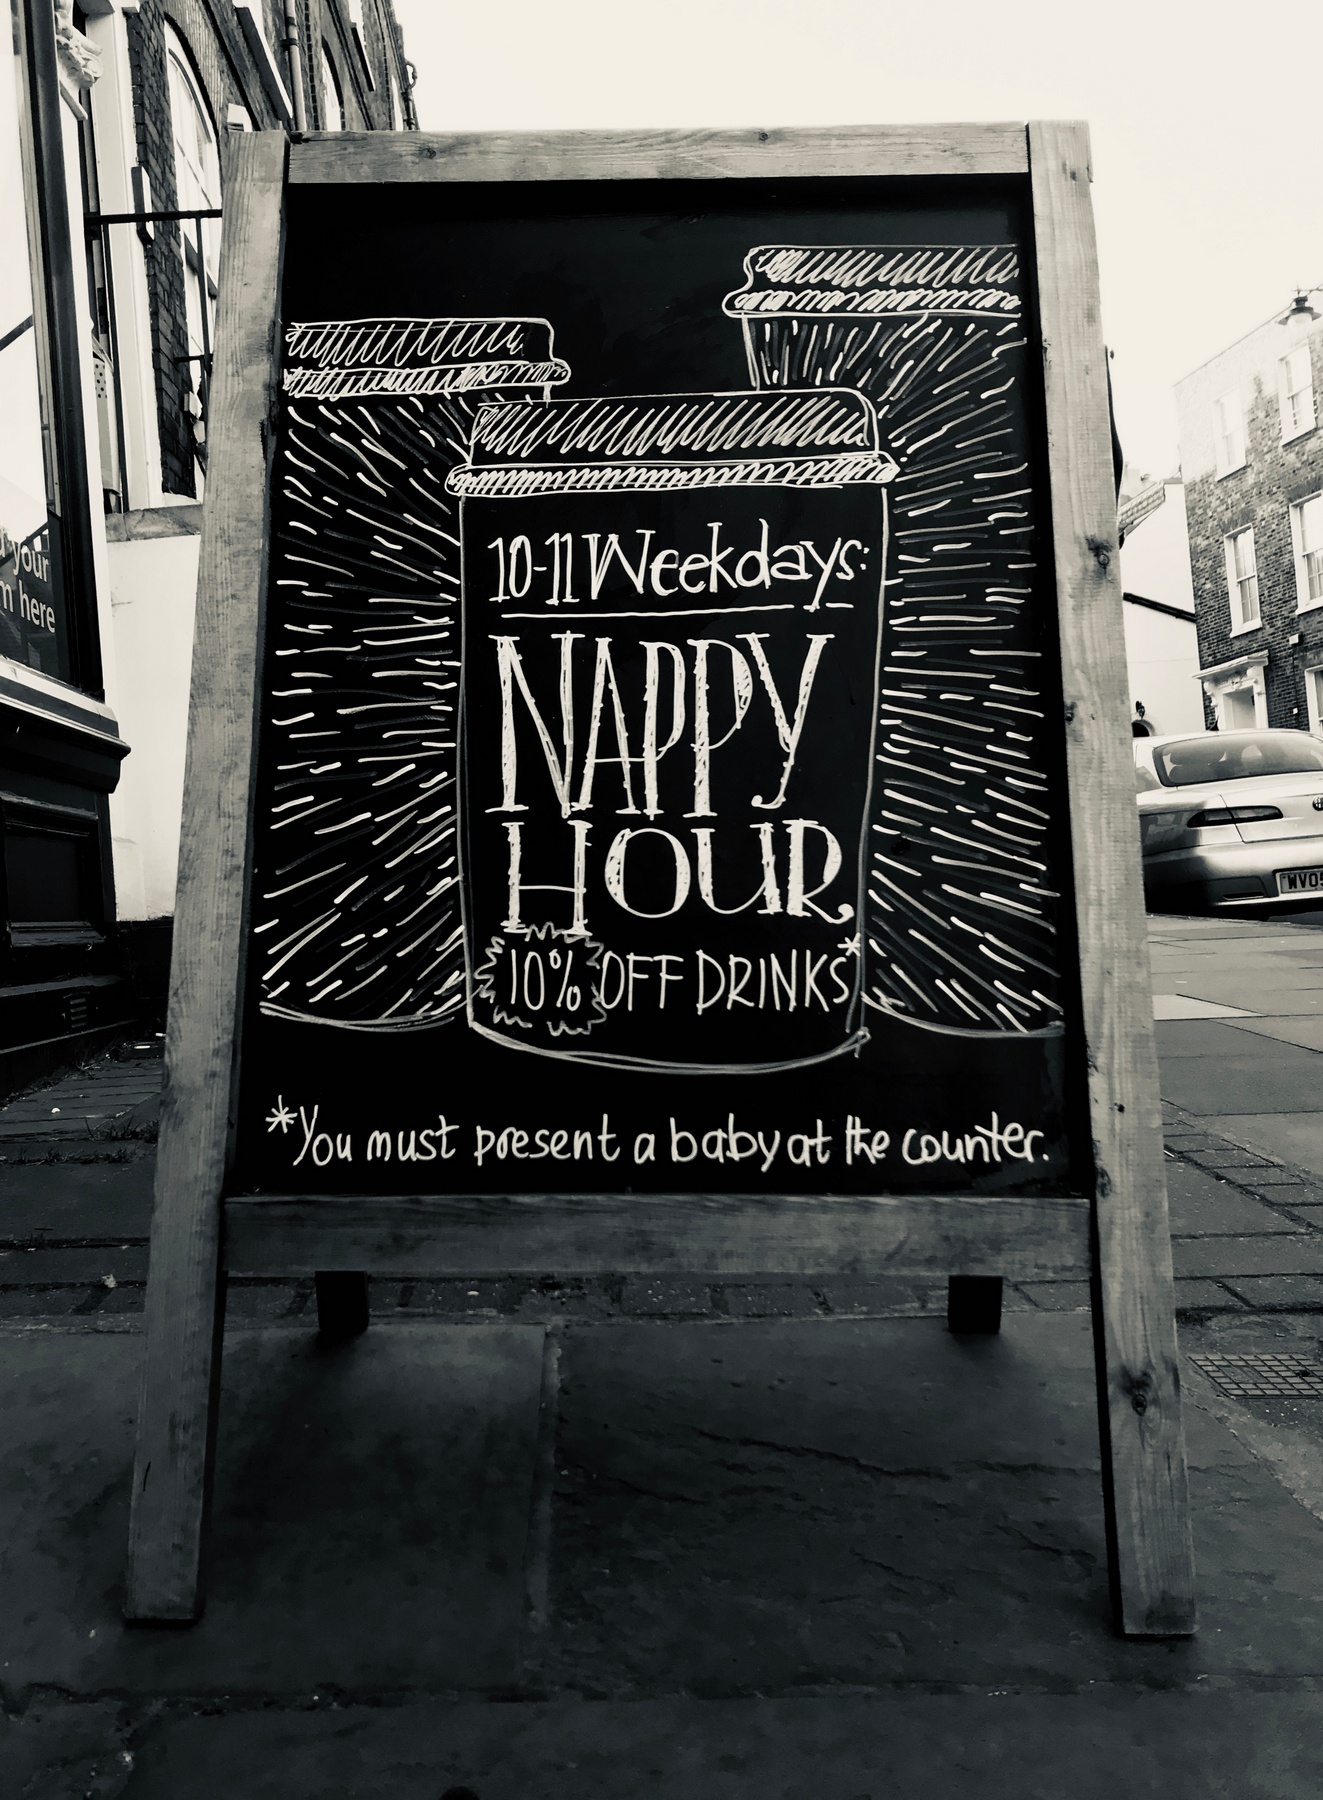 10-11 Weekdays:
NAPPY
HOUR
10% OFF DRINKS*
*You must present a baby at the counter.
your
here
WV05